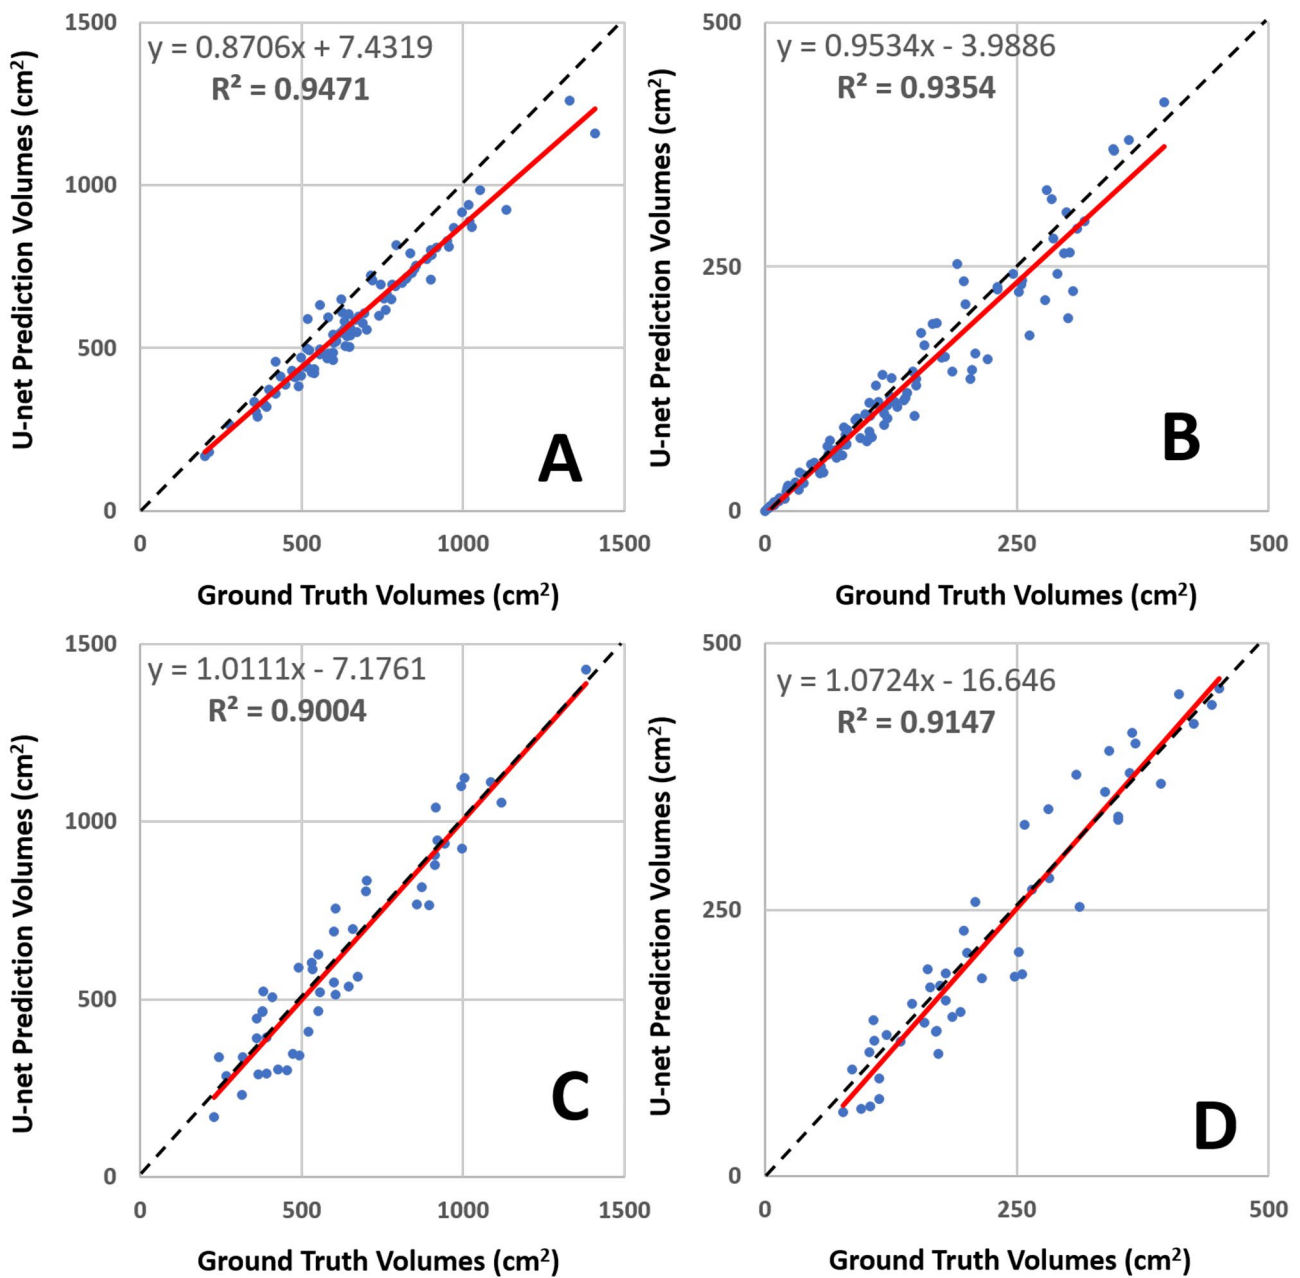 1500
y = 0.8706x + 7.4319
R² = 0.9471
1000
500
0
0 500 1000 1500
U-net Prediction Volumes (cm²)
Ground Truth Volumes (cm²)
A
500
y = 0.9534x - 3.9886
R² = 0.9354
250
0
0 250 500
U-net Prediction Volumes (cm²)
Ground Truth Volumes (cm²)
B
1500
y = 1.0111x - 7.1761
R² = 0.9004
1000
500
0
0 500 1000 1500
U-net Prediction Volumes (cm²)
Ground Truth Volumes (cm²)
C
500
y = 1.0724x - 16.646
R² = 0.9147
250
0
0 250 500
U-net Prediction Volumes (cm²)
Ground Truth Volumes (cm²)
D